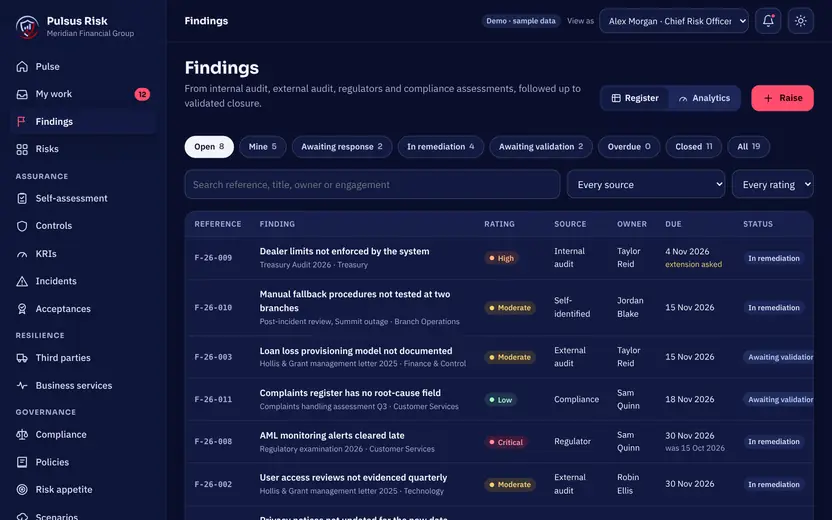 Pulsus Risk
Meridian Financial Group
Pulse
My work 12
Findings
Risks
ASSURANCE
Self-assessment
Controls
KRIs
Incidents
Acceptances
RESILIENCE
Third parties
Business services
GOVERNANCE
Compliance
Policies
Risk appetite
Scenarios
Findings
Demo · sample data
View as
Alex Morgan · Chief Risk Officer
Findings
From internal audit, external audit, regulators and compliance assessments, followed up to
validated closure.
Register
Analytics
+ Raise
Open 8
Mine 5
Awaiting response 2
In remediation 4
Awaiting validation 2
Overdue 0
Closed 11
All 19
Search reference, title, owner or engagement
Every source
Every rating
REFERENCE FINDING RATING SOURCE OWNER DUE STATUS
F-26-009
Dealer limits not enforced by the system
Treasury Audit 2026 · Treasury
High
Internal
audit
Taylor
Reid
4 Nov 2026
extension asked
In remediation
F-26-010
Manual fallback procedures not tested at two
branches
Post-incident review, Summit outage · Branch Operations
Moderate
Self-
identified
Jordan
Blake
15 Nov 2026
In remediation
F-26-003
Loan loss provisioning model not documented
Hollis & Grant management letter 2025 · Finance & Control
Moderate
External
audit
Taylor
Reid
15 Nov 2026
Awaiting validation
F-26-011
Complaints register has no root-cause field
Complaints handling assessment Q3 · Customer Services
Low
Compliance
Sam
Quinn
18 Nov 2026
Awaiting validation
F-26-008
AML monitoring alerts cleared late
Regulatory examination 2026 · Customer Services
Critical
Regulator
Sam
Quinn
30 Nov 2026
was 15 Oct 2026
In remediation
F-26-002
User access reviews not evidenced quarterly
Hollis & Grant management letter 2025 · Technology
Moderate
External
audit
Robin
Ellis
30 Nov 2026
In remediation
Privacy notices not updated for the new data